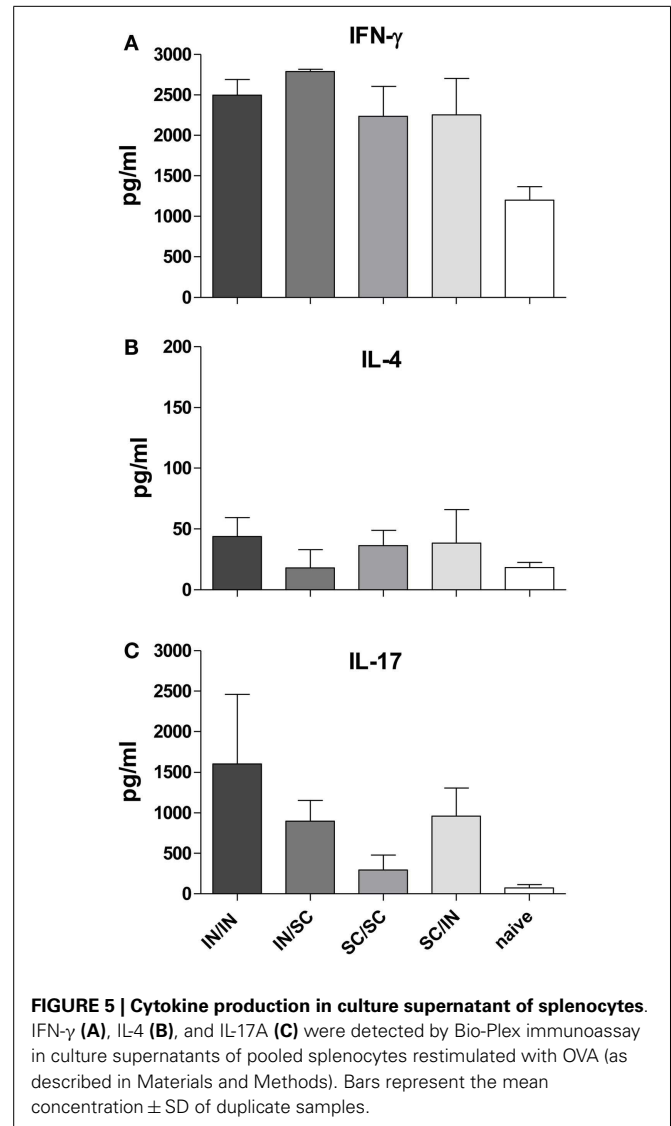 A
IFN-γ
3000
2500
2000
1500
1000
500
0
pg/ml
B
IL-4
200
150
100
50
0
pg/ml
C
IL-17
3000
2500
2000
1500
1000
500
0
pg/ml
IN/IN
IN/SC
SC/SC
SC/IN
naive
FIGURE 5 | Cytokine production in culture supernatant of splenocytes.
IFN-γ (A), IL-4 (B), and IL-17A (C) were detected by Bio-Plex immunoassay
in culture supernatants of pooled splenocytes restimulated with OVA (as
described in Materials and Methods). Bars represent the mean
concentration ± SD of duplicate samples.